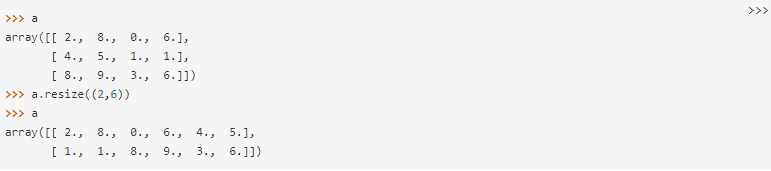 >>>
>>> a
array([[ 2.,  8.,  0.,  6.],
       [ 4.,  5.,  1.,  1.],
       [ 8.,  9.,  3.,  6.]])
>>> a.resize((2,6))
>>> a
array([[ 2.,  8.,  0.,  6.,  4.,  5.],
       [ 1.,  1.,  8.,  9.,  3.,  6.]])